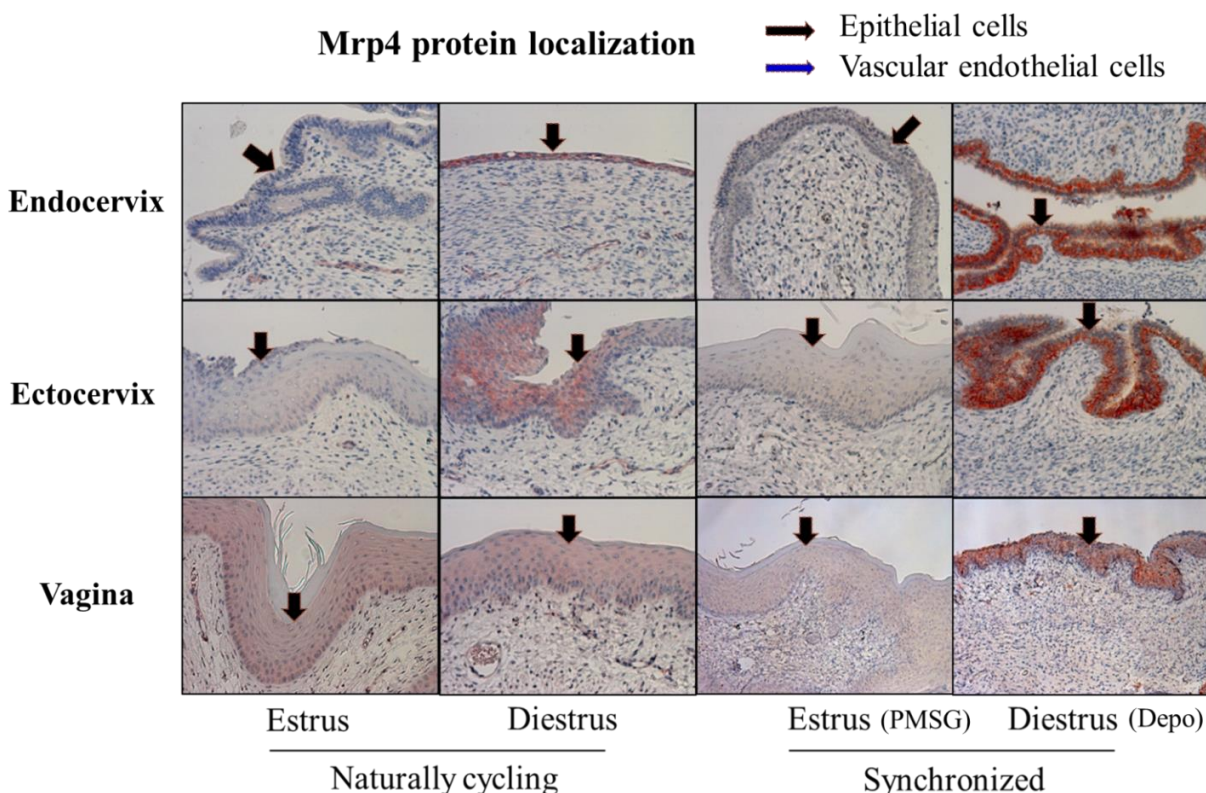 Mrp4 protein localization
Epithelial cells
Vascular endothelial cells
Endocervix
Ectocervix
Vagina
Estrus
Diestrus
Estrus (PMSG)
Diestrus (Depo)
Naturally cycling
Synchronized